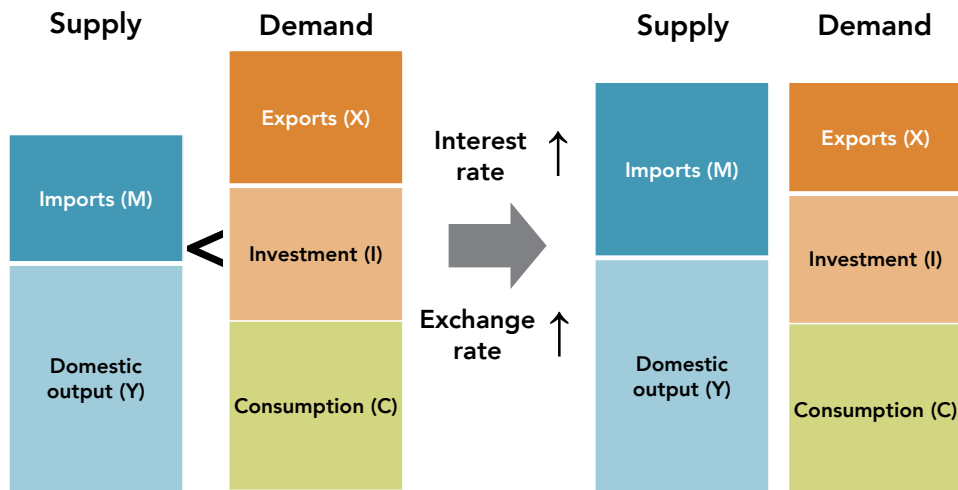 Supply
Demand
Exports (X)
Imports (M)
<
Investment (I)
Domestic
output (Y)
Consumption (C)
Interest
rate ↑
Exchange
rate ↑
Supply
Demand
Exports (X)
Imports (M)
Investment (I)
Domestic
output (Y)
Consumption (C)